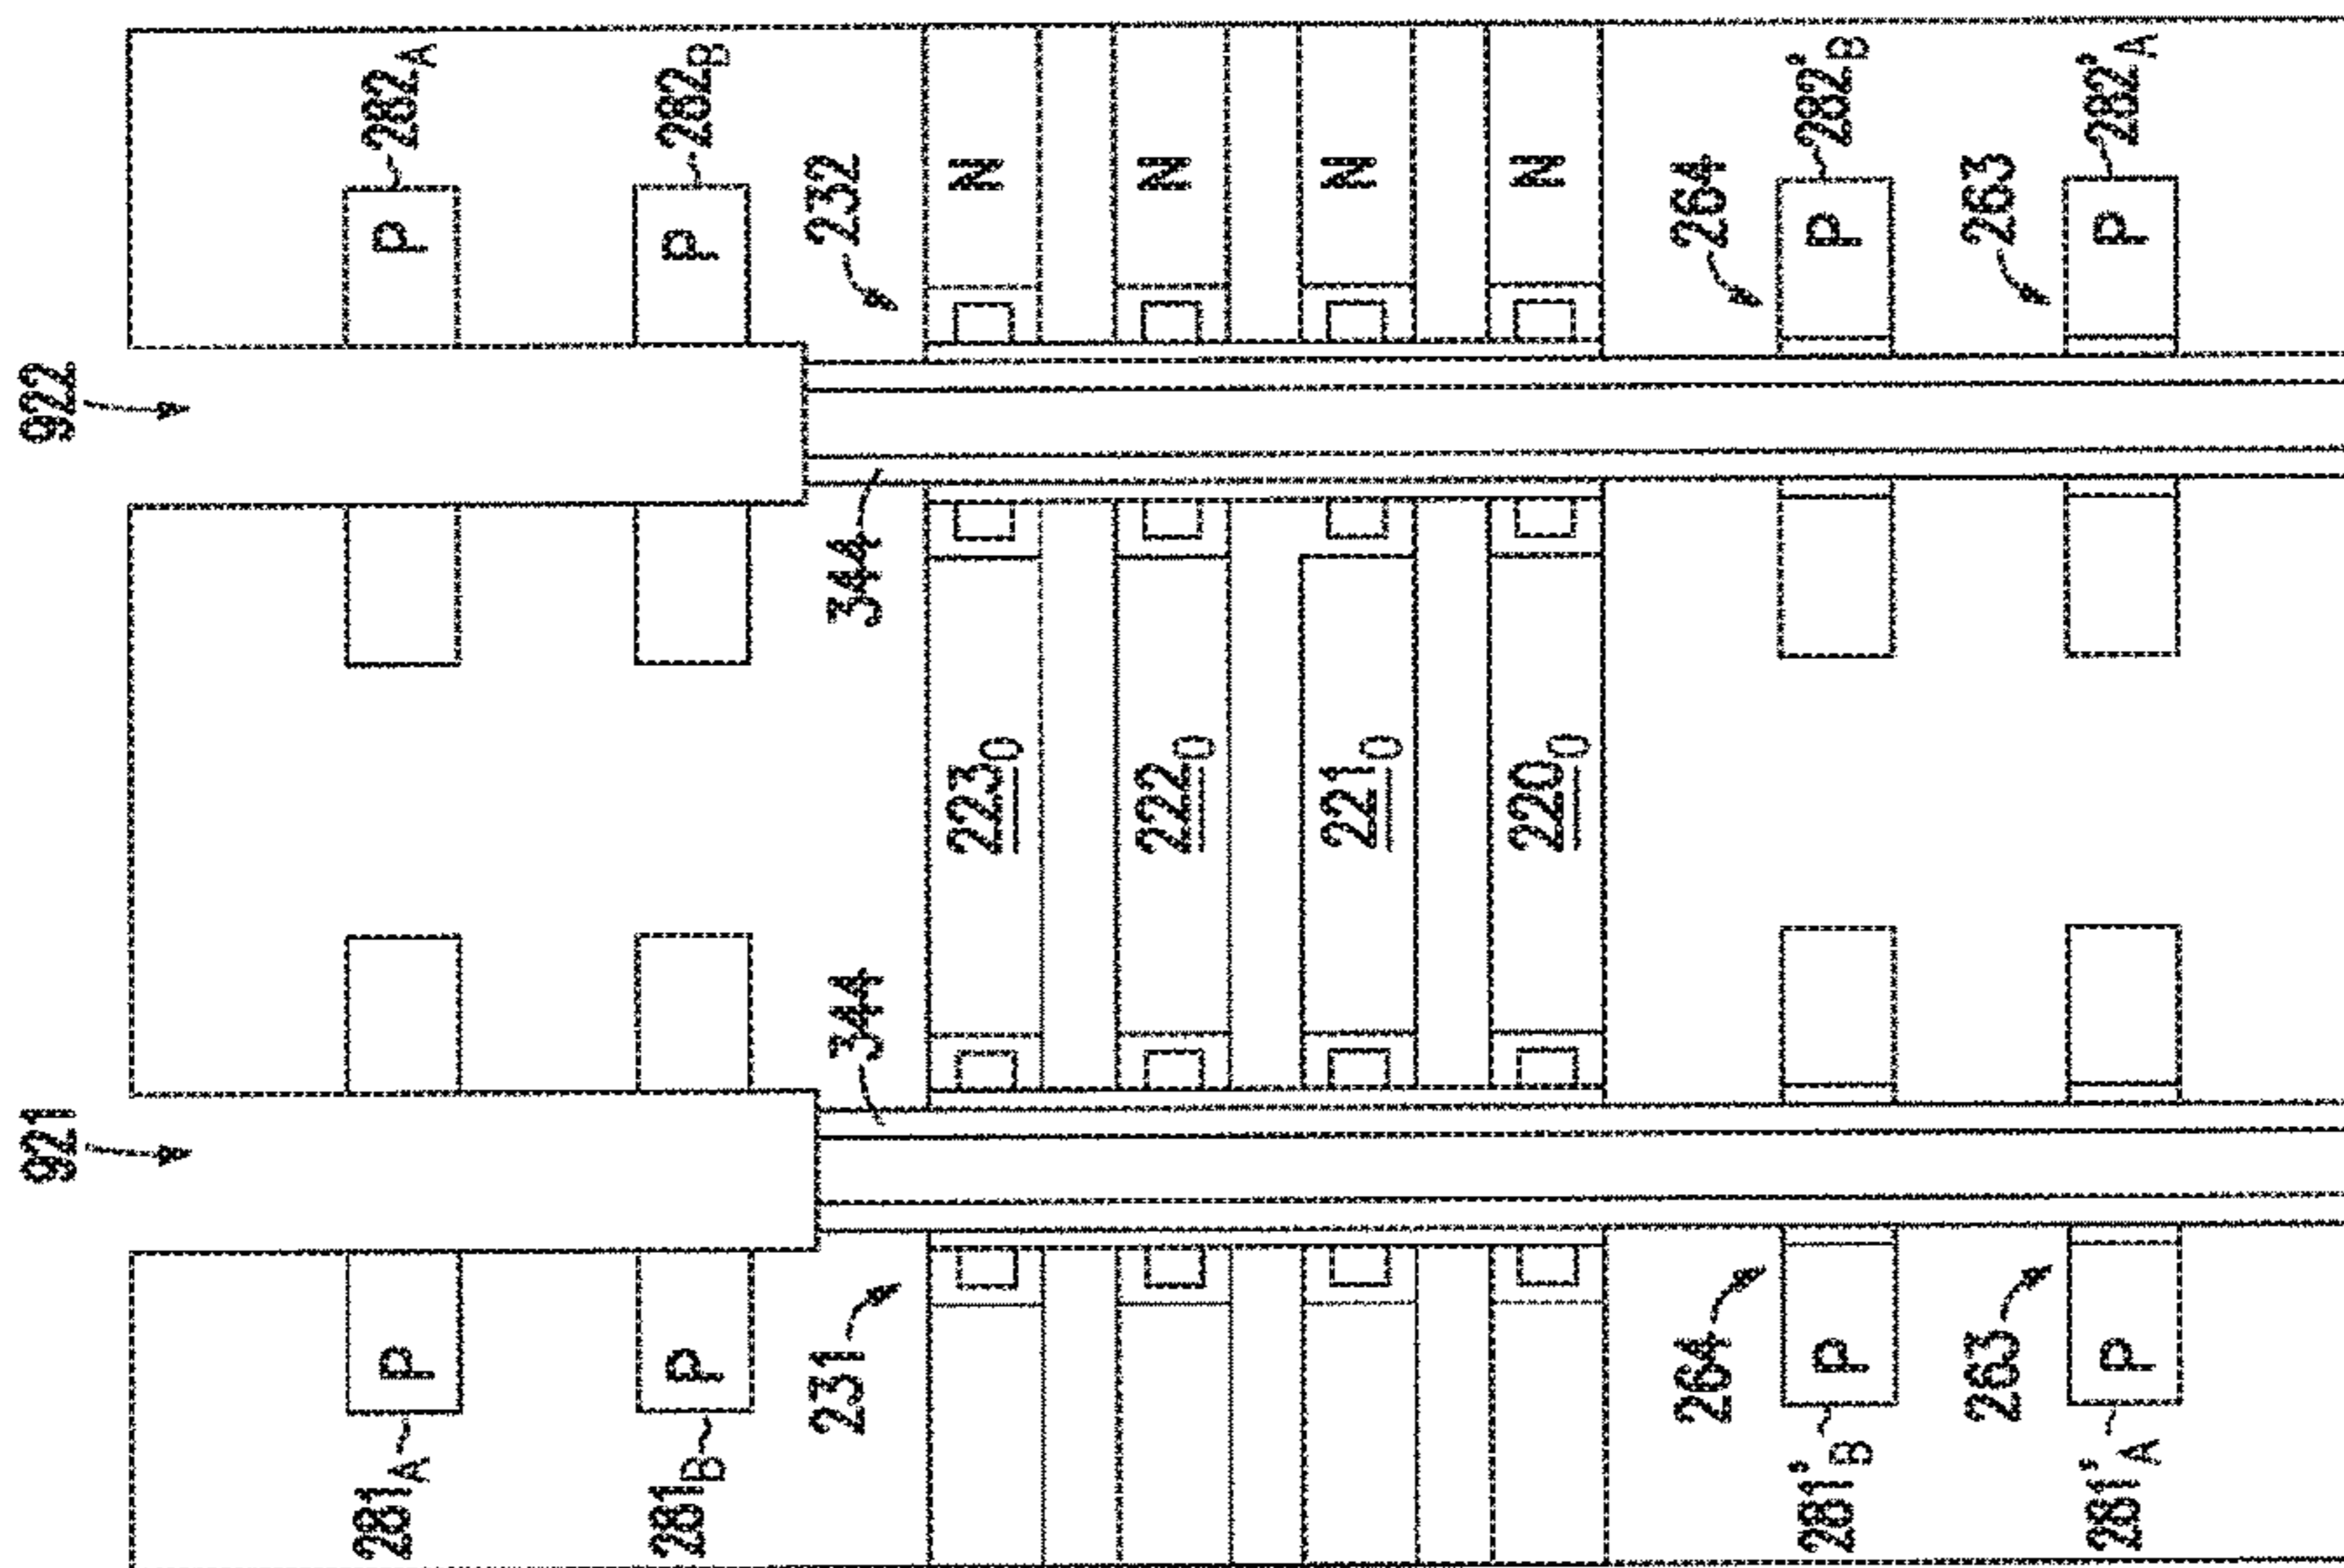 921 922
281A P P 282A
281B P P 282B
231 344 344 232
223₀ N
222₀ N
221₀ N
220₀ N
264 264
281'B P P 282'B
263 263
281'A P P 282'A